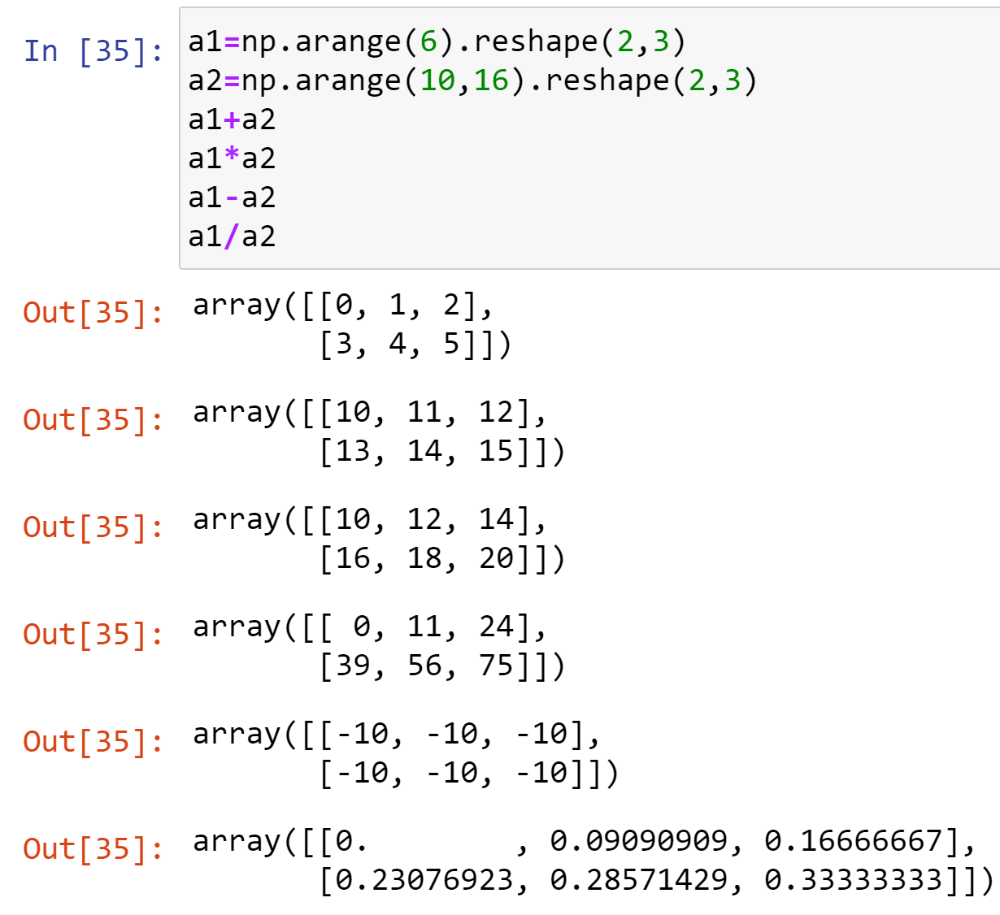 In [35]: a1=np.arange(6).reshape(2,3)
a2=np.arange(10,16).reshape(2,3)
a1+a2
a1*a2
a1-a2
a1/a2
Out[35]: array([[0, 1, 2],
[3, 4, 5]])
Out[35]: array([[10, 11, 12],
[13, 14, 15]])
Out[35]: array([[10, 12, 14],
[16, 18, 20]])
Out[35]: array([[ 0, 11, 24],
[39, 56, 75]])
Out[35]: array([[-10, -10, -10],
[-10, -10, -10]])
Out[35]: array([[0.        , 0.09090909, 0.16666667],
[0.23076923, 0.28571429, 0.33333333]])